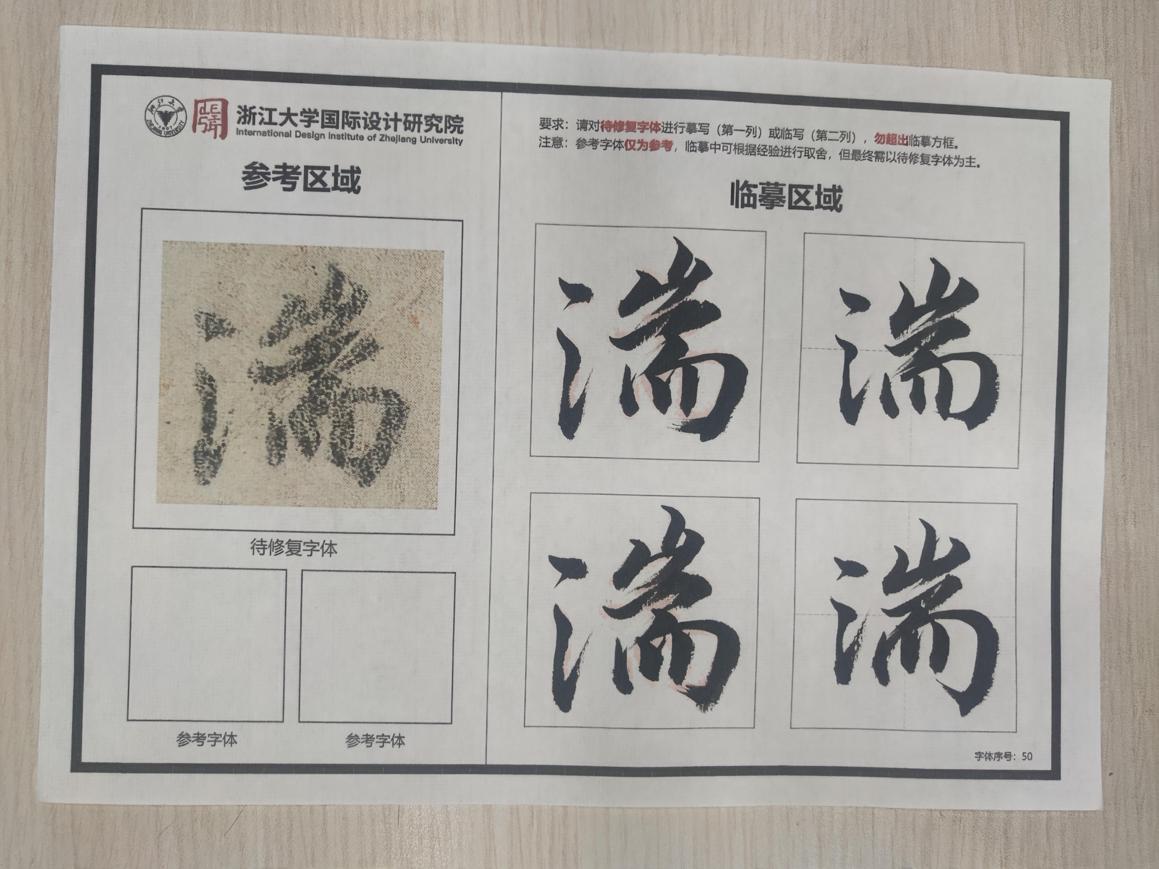 浙江大学国际设计研究院
International Design Institute of Zhejiang University
参考区域
湍
待修复字体
参考字体
参考字体
要求：请对待修复字体进行摹写（第一列）或临写（第二列），勿超出临摹方框。
注意：参考字体仅为参考，临摹中可根据经验进行取舍，但最终需以待修复字体为主。
临摹区域
湍 湍
湍 湍
字体序号：50